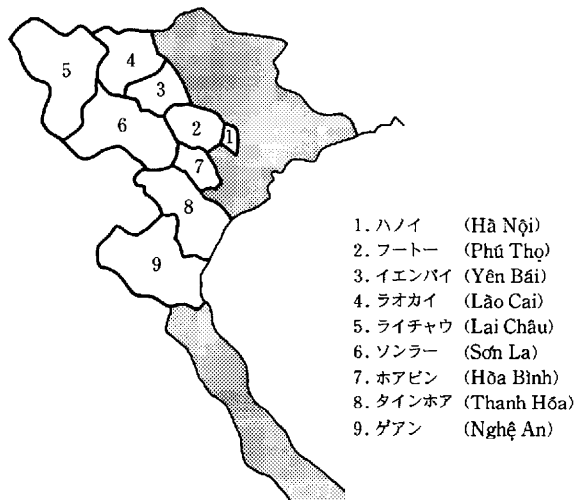 5
4
3
6
2
1
7
8
9
1. ハノイ (Hà Nội)
2. フートー (Phú Thọ)
3. イエンバイ (Yên Bái)
4. ラオカイ (Lào Cai)
5. ライチャウ (Lai Châu)
6. ソンラー (Sơn La)
7. ホアビン (Hòa Bình)
8. タインホア (Thanh Hóa)
9. ゲアン (Nghệ An)